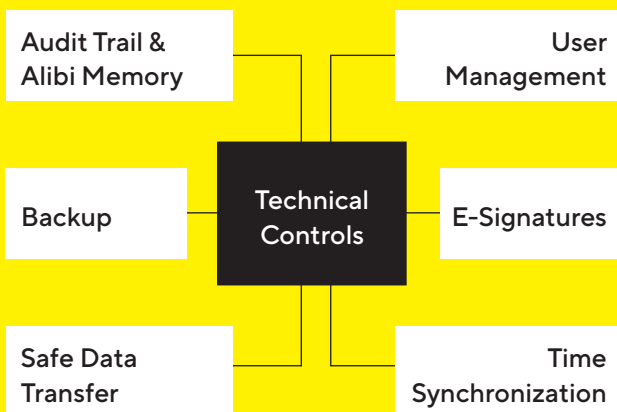 Audit Trail &
Alibi Memory
User
Management
Backup
Technical
Controls
E-Signatures
Safe Data
Transfer
Time
Synchronization